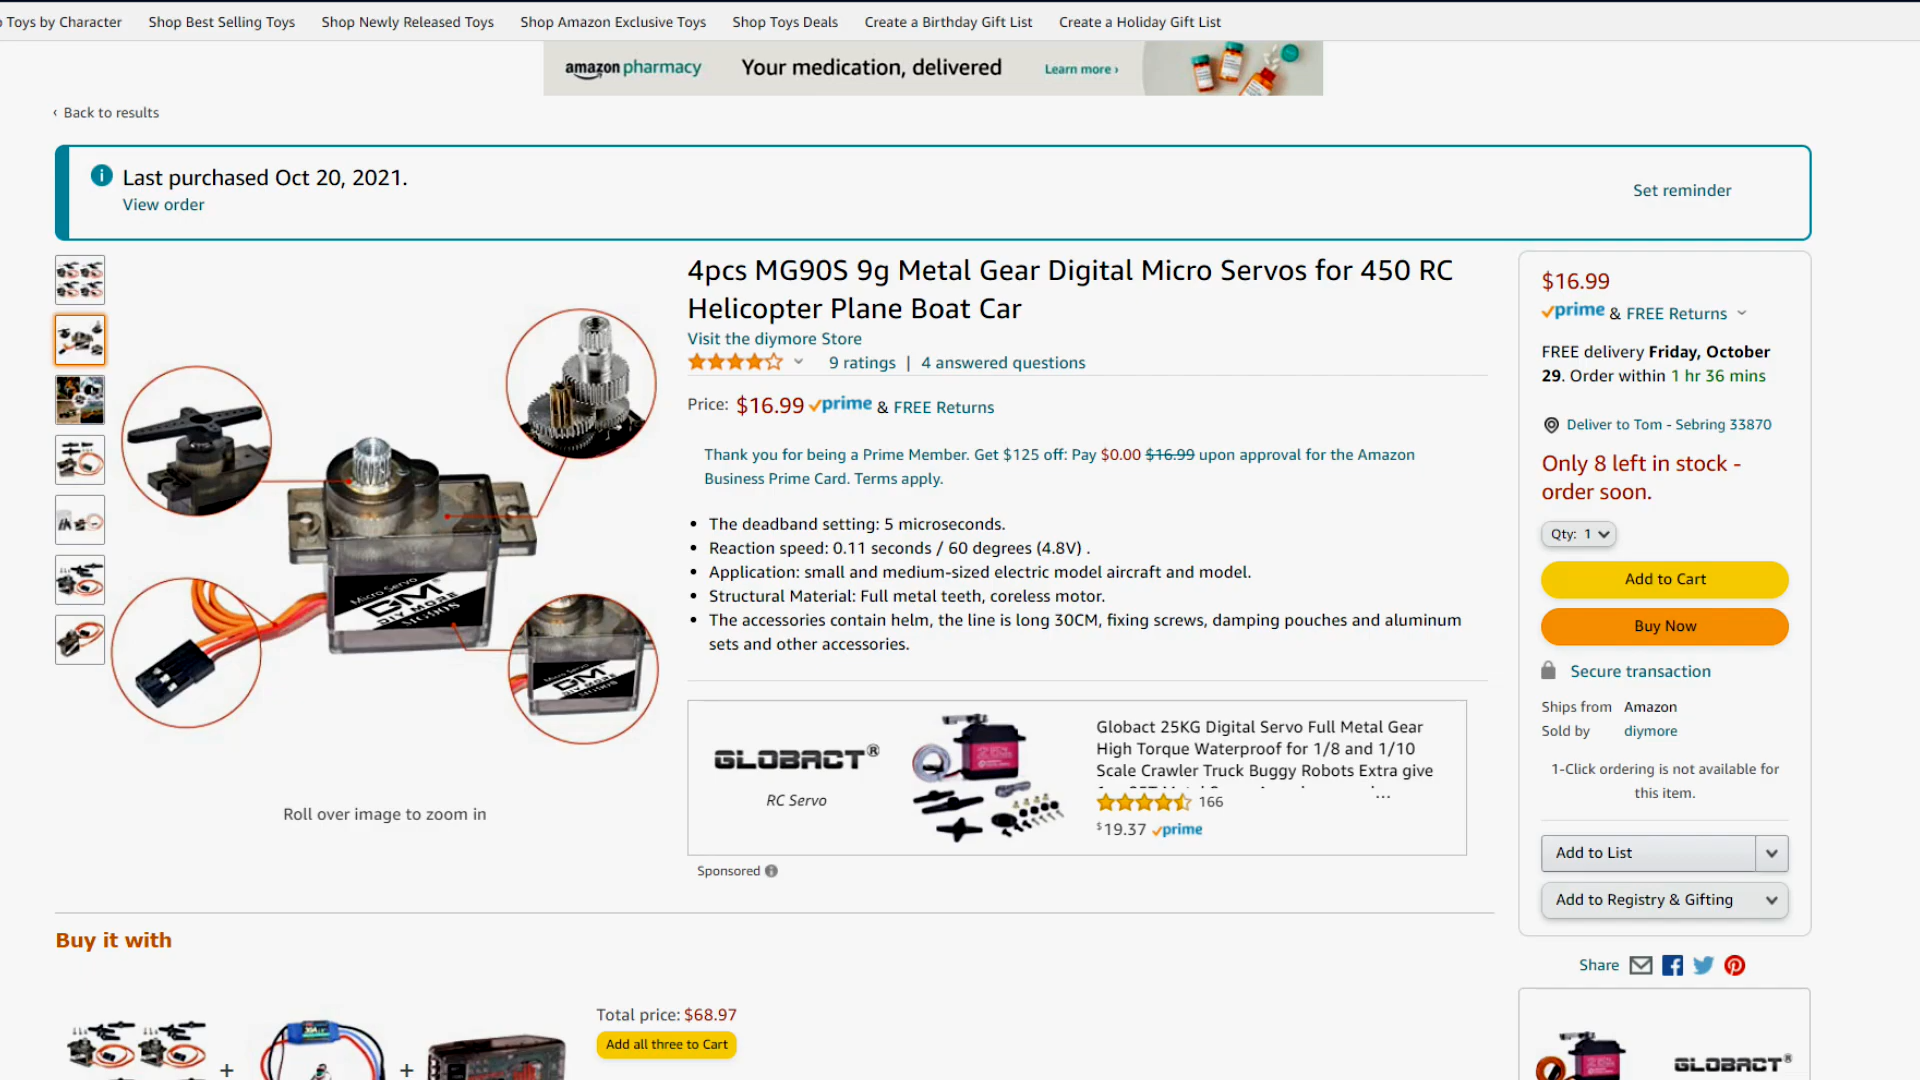 Toys by Character
Shop Best Selling Toys
Shop Newly Released Toys
Shop Amazon Exclusive Toys
Shop Toys Deals
Create a Birthday Gift List
Create a Holiday Gift List
amazon pharmacy
Your medication, delivered
Learn more ›
‹ Back to results
Last purchased Oct 20, 2021.
View order
Set reminder
4pcs MG90S 9g Metal Gear Digital Micro Servos for 450 RC
Helicopter Plane Boat Car
Visit the diymore Store
9 ratings | 4 answered questions
Price: $16.99 prime & FREE Returns
Thank you for being a Prime Member. Get $125 off: Pay $0.00 $16.99 upon approval for the Amazon
Business Prime Card. Terms apply.
• The deadband setting: 5 microseconds.
• Reaction speed: 0.11 seconds / 60 degrees (4.8V) .
• Application: small and medium-sized electric model aircraft and model.
• Structural Material: Full metal teeth, coreless motor.
• The accessories contain helm, the line is long 30CM, fixing screws, damping pouches and aluminum
sets and other accessories.
Micro Servo
DM
DIY MORE
MG90S
Micro Servo
DM
DIY MORE
MG90S
Roll over image to zoom in
GLOBACT®
RC Servo
25KG
Globact 25KG Digital Servo Full Metal Gear
High Torque Waterproof for 1/8 and 1/10
Scale Crawler Truck Buggy Robots Extra give
...
166
$19.37 prime
Sponsored
$16.99
prime & FREE Returns
FREE delivery Friday, October
29. Order within 1 hr 36 mins
Deliver to Tom - Sebring 33870
Only 8 left in stock -
order soon.
Qty: 1
Add to Cart
Buy Now
Secure transaction
Ships from Amazon
Sold by diymore
1-Click ordering is not available for
this item.
Add to List
Add to Registry & Gifting
Share
GLOBACT®
Buy it with
Total price: $68.97
Add all three to Cart
+
+